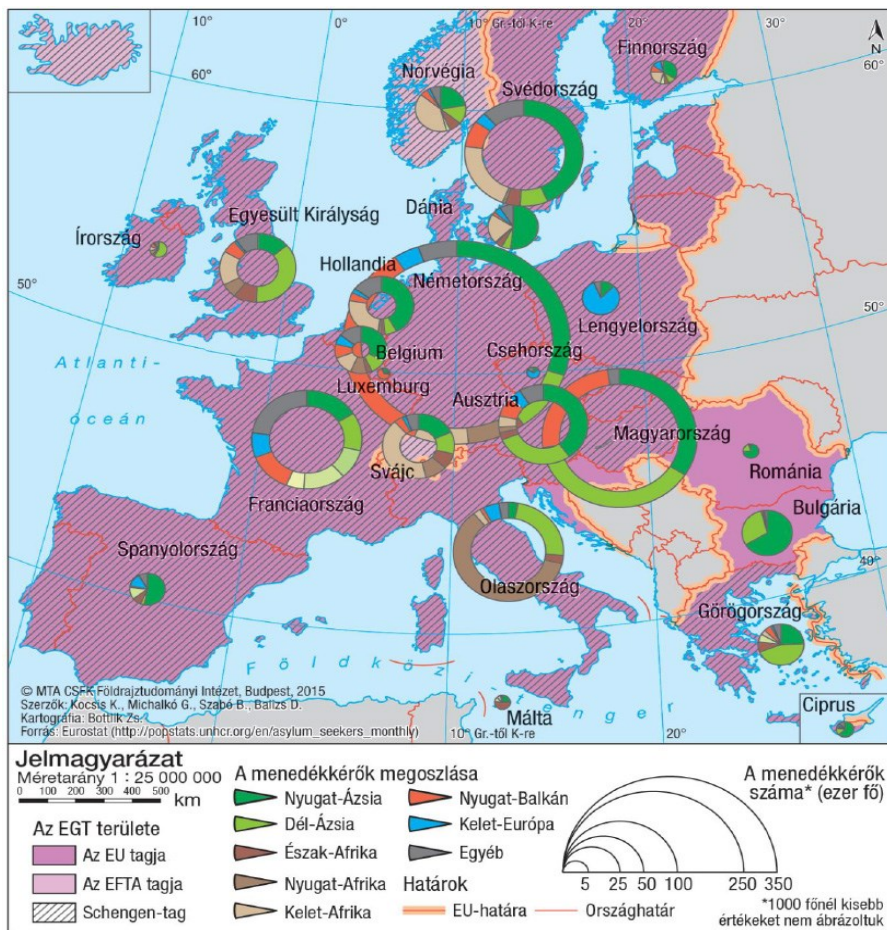 10°
0°
10° Gr.-től K-re
20°
30°
60°
60°
N
Finnország
Norvégia
Svédország
Dánia
Egyesült Királyság
Írország
Hollandia
Németország
50°
50°
Lengyelország
Atlanti-
óceán
Belgium
Csehország
Luxemburg
Ausztria
Magyarország
Svájc
Románia
Franciaország
Bulgária
Spanyolország
Olaszország
40°
Görögország
Földközi-tenger
© MTA CSFK Földrajztudományi Intézet, Budapest, 2015
Szerzők: Kocsis K., Michalkó G., Szabó B., Balizs D.
Kartográfia: Bottlik Zs.
Forrás: Eurostat (http://popstats.unhcr.org/en/asylum_seekers_monthly)
Málta
10° Gr.-től K-re
20°
Ciprus
Jelmagyarázat
Méretarány 1 : 25 000 000
0 100 200 300 400 500 km
Az EGT területe
Az EU tagja
Az EFTA tagja
Schengen-tag
A menedékkérők megoszlása
Nyugat-Ázsia
Dél-Ázsia
Észak-Afrika
Nyugat-Afrika
Kelet-Afrika
Nyugat-Balkán
Kelet-Európa
Egyéb
Határok
EU-határa
Országhatár
A menedékkérők
száma* (ezer fő)
5 25 50 100 250 350
*1000 főnél kisebb
értékeket nem ábrázoltuk